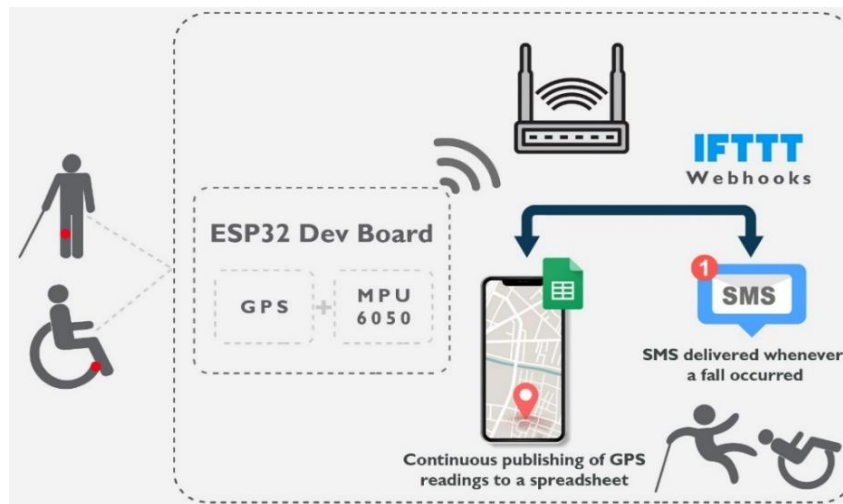 IFTTT
Webhooks
ESP32 Dev Board
GPS
+
MPU
6050
1
SMS
SMS delivered whenever
a fall occurred
Continuous publishing of GPS
readings to a spreadsheet